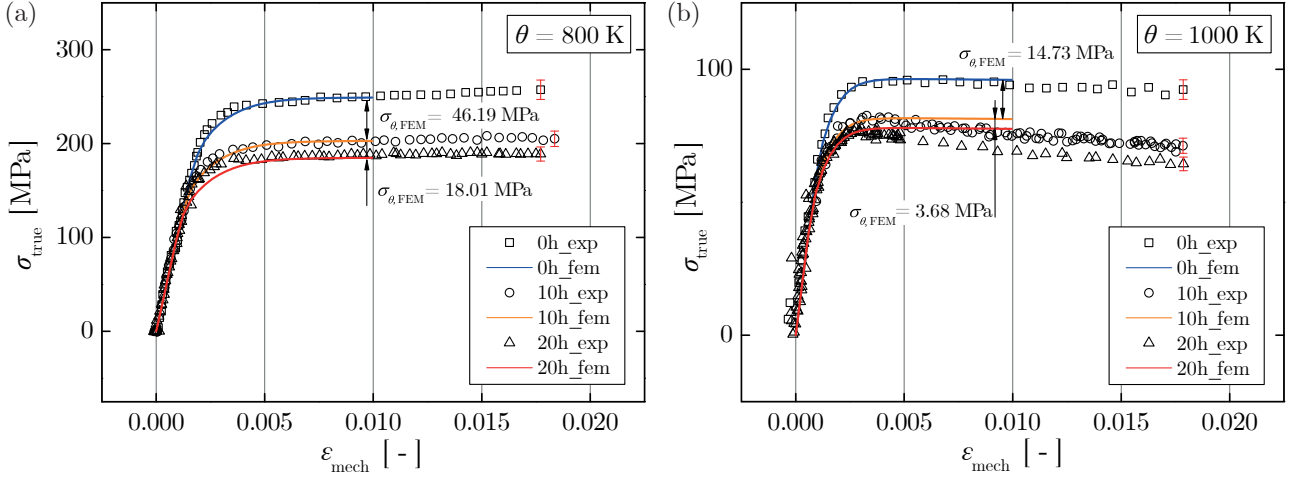 (a)
θ = 800 K
300
200
100
0
σtrue [MPa]
σθ,FEM = 46.19 MPa
σθ,FEM = 18.01 MPa
0h_exp
0h_fem
10h_exp
10h_fem
20h_exp
20h_fem
0.000 0.005 0.010 0.015 0.020
εmech [ - ]
(b)
θ = 1000 K
100
0
σtrue [MPa]
σθ,FEM = 14.73 MPa
σθ,FEM = 3.68 MPa
0h_exp
0h_fem
10h_exp
10h_fem
20h_exp
20h_fem
0.000 0.005 0.010 0.015 0.020
εmech [ - ]